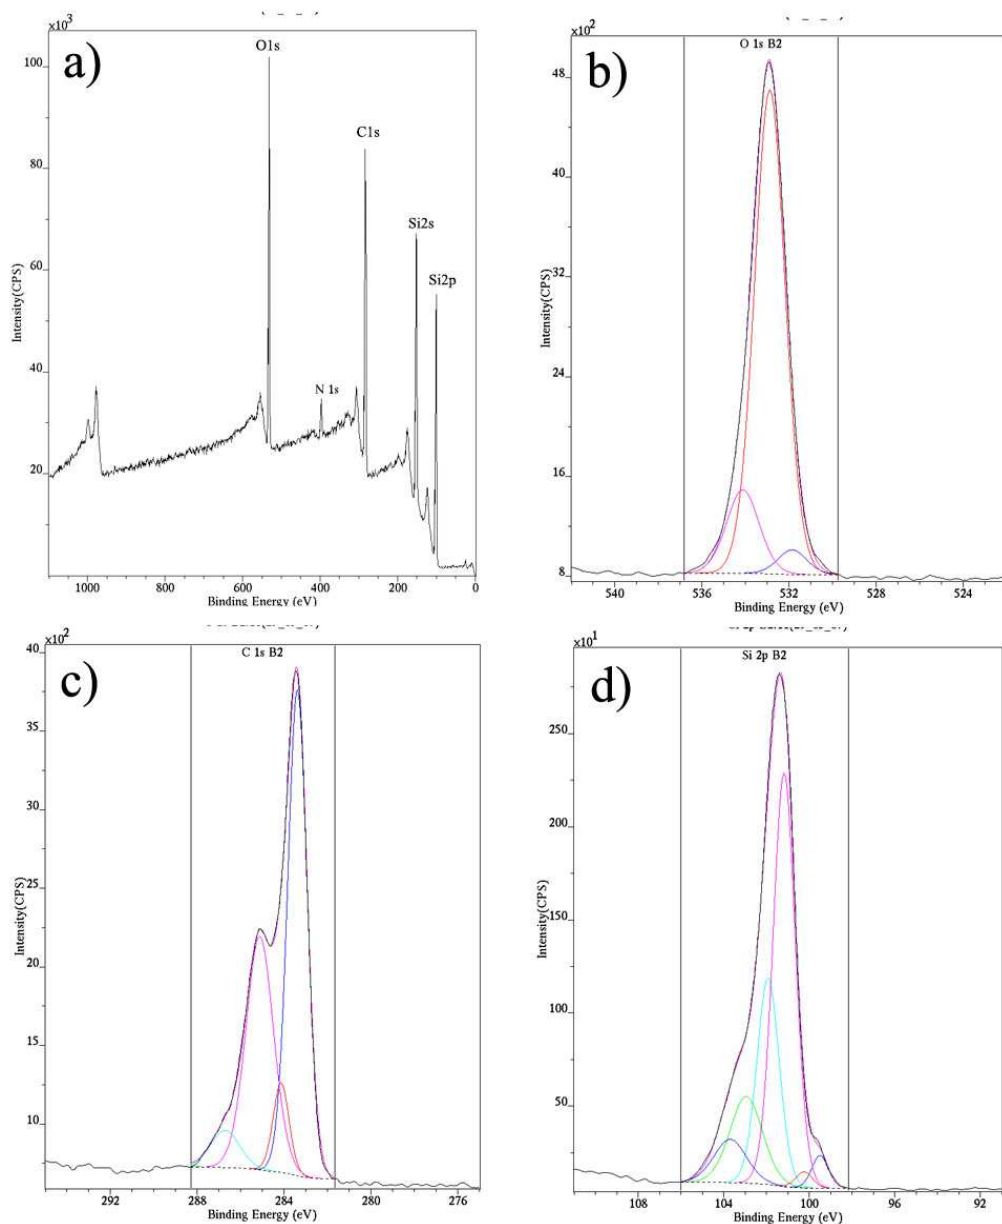 x10³
a)
O1s
100
C1s
80
Si2s
Si2p
60
Intensity(CPS)
40
N 1s
20
1000 800 600 400 200 0
Binding Energy (eV)
x10²
b)
O 1s B2
48
40
32
Intensity(CPS)
24
16
8
540 536 532 528 524
Binding Energy (eV)
x10²
c)
C 1s B2
40
35
30
25
Intensity(CPS)
20
15
10
292 288 284 280 276
Binding Energy (eV)
x10¹
d)
Si 2p B2
250
200
150
Intensity(CPS)
100
50
108 104 100 96 92
Binding Energy (eV)